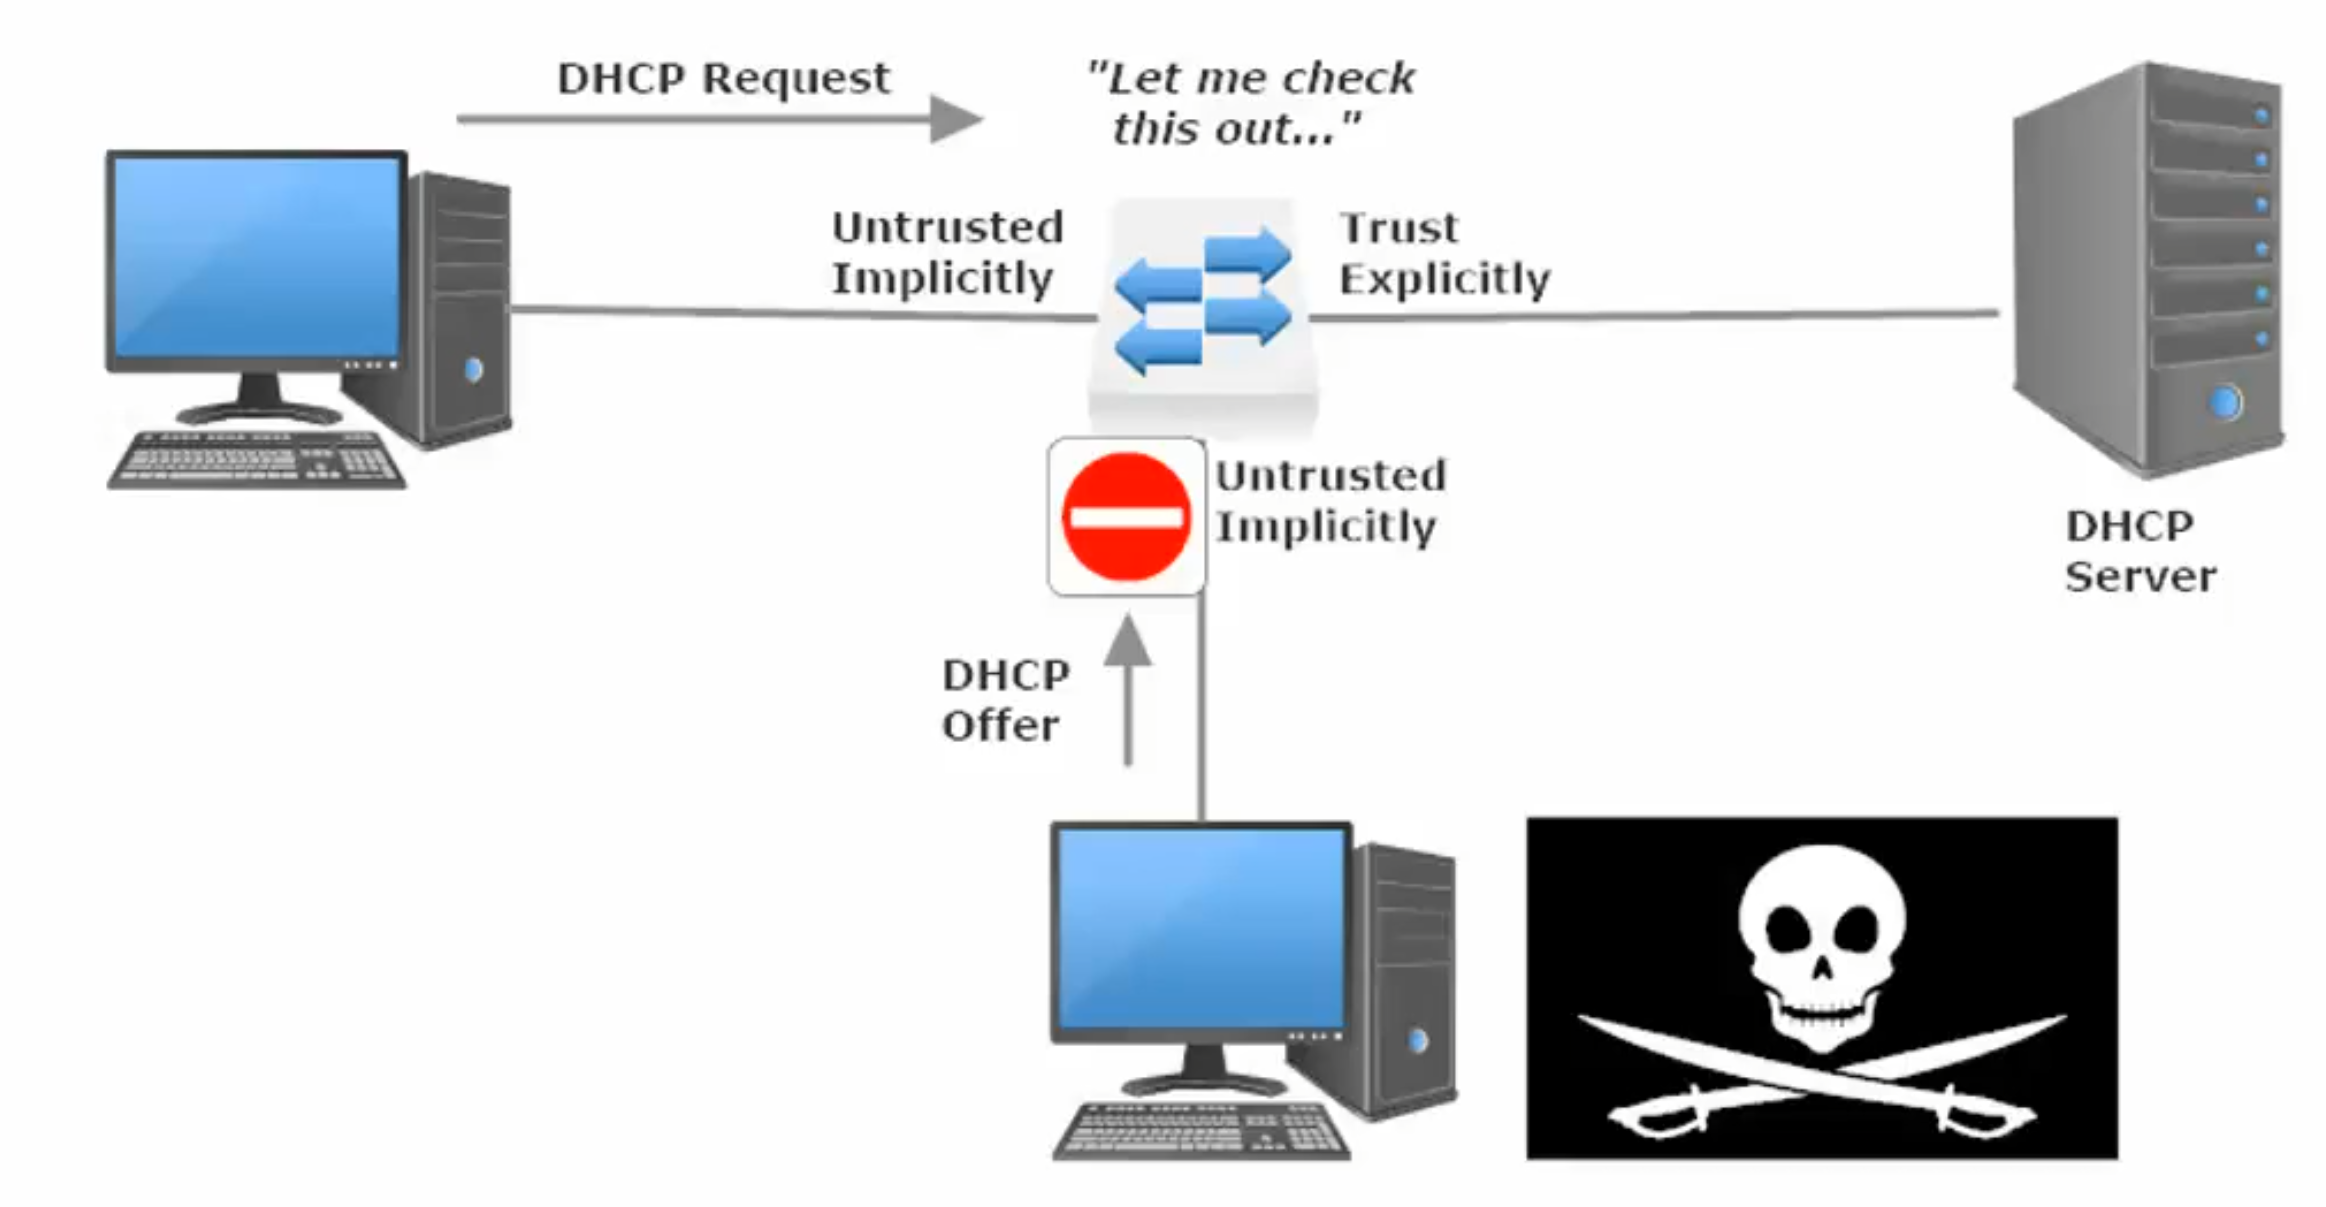 DHCP Request
"Let me check
this out..."
Untrusted
Implicitly
Trust
Explicitly
Untrusted
Implicitly
DHCP
Server
DHCP
Offer